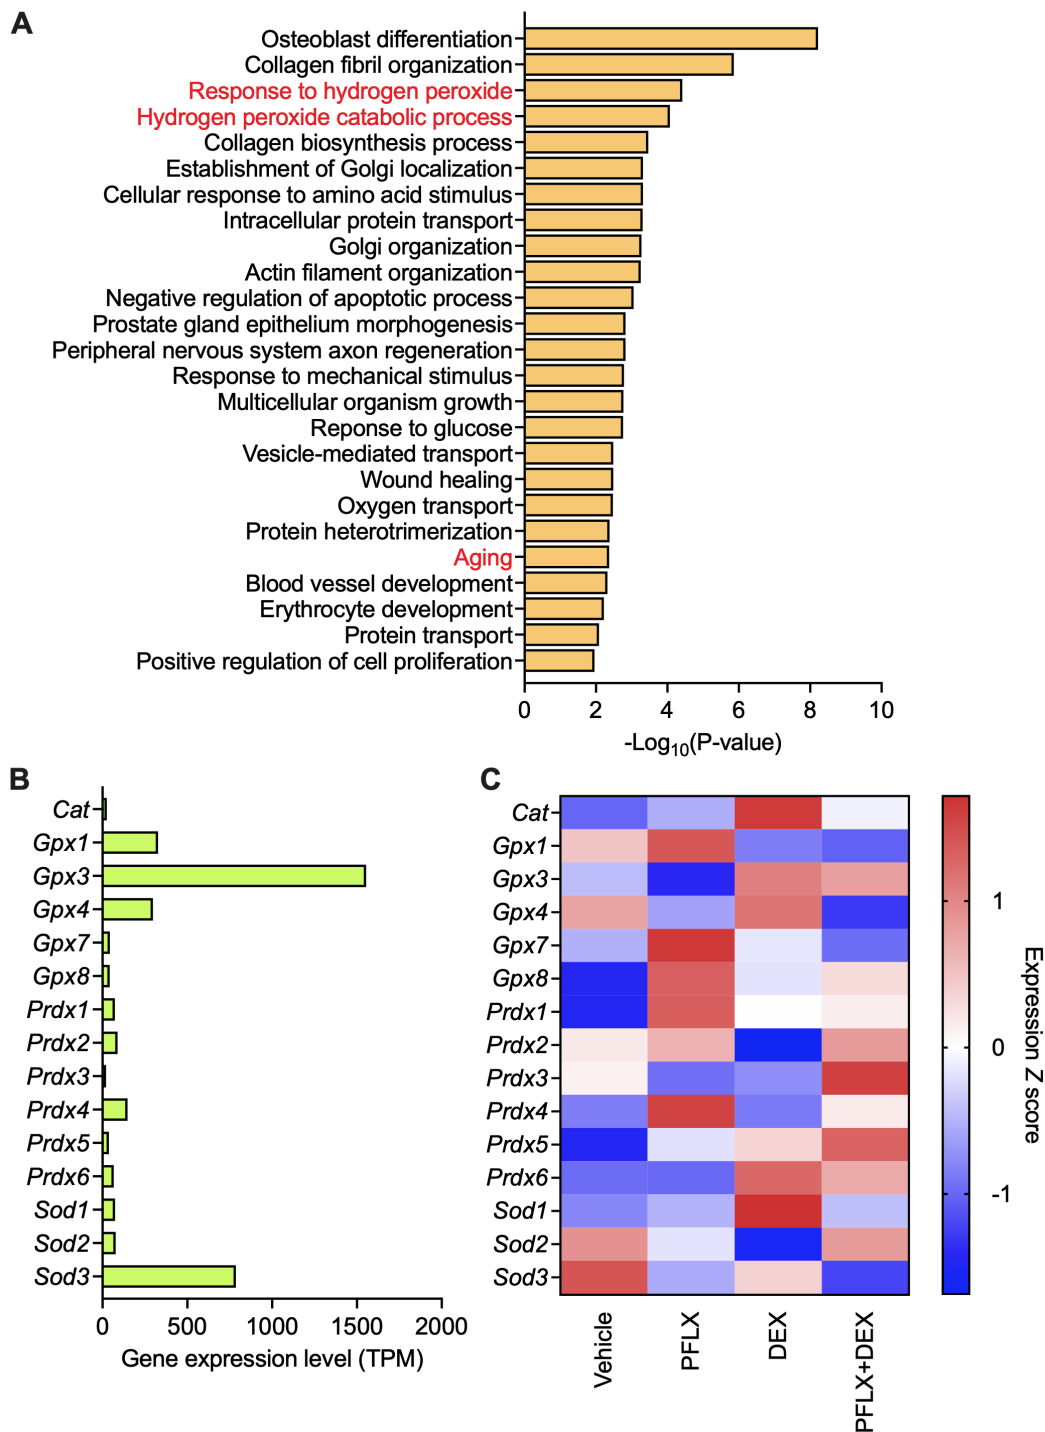 A
Osteoblast differentiation
Collagen fibril organization
Response to hydrogen peroxide
Hydrogen peroxide catabolic process
Collagen biosynthesis process
Establishment of Golgi localization
Cellular response to amino acid stimulus
Intracellular protein transport
Golgi organization
Actin filament organization
Negative regulation of apoptotic process
Prostate gland epithelium morphogenesis
Peripheral nervous system axon regeneration
Response to mechanical stimulus
Multicellular organism growth
Reponse to glucose
Vesicle-mediated transport
Wound healing
Oxygen transport
Protein heterotrimerization
Aging
Blood vessel development
Erythrocyte development
Protein transport
Positive regulation of cell proliferation
0 2 4 6 8 10
-Log10(P-value)
B
Cat
Gpx1
Gpx3
Gpx4
Gpx7
Gpx8
Prdx1
Prdx2
Prdx3
Prdx4
Prdx5
Prdx6
Sod1
Sod2
Sod3
0 500 1000 1500 2000
Gene expression level (TPM)
C
Cat
Gpx1
Gpx3
Gpx4
Gpx7
Gpx8
Prdx1
Prdx2
Prdx3
Prdx4
Prdx5
Prdx6
Sod1
Sod2
Sod3
Vehicle
PFLX
DEX
PFLX+DEX
1
0
-1
Expression Z score